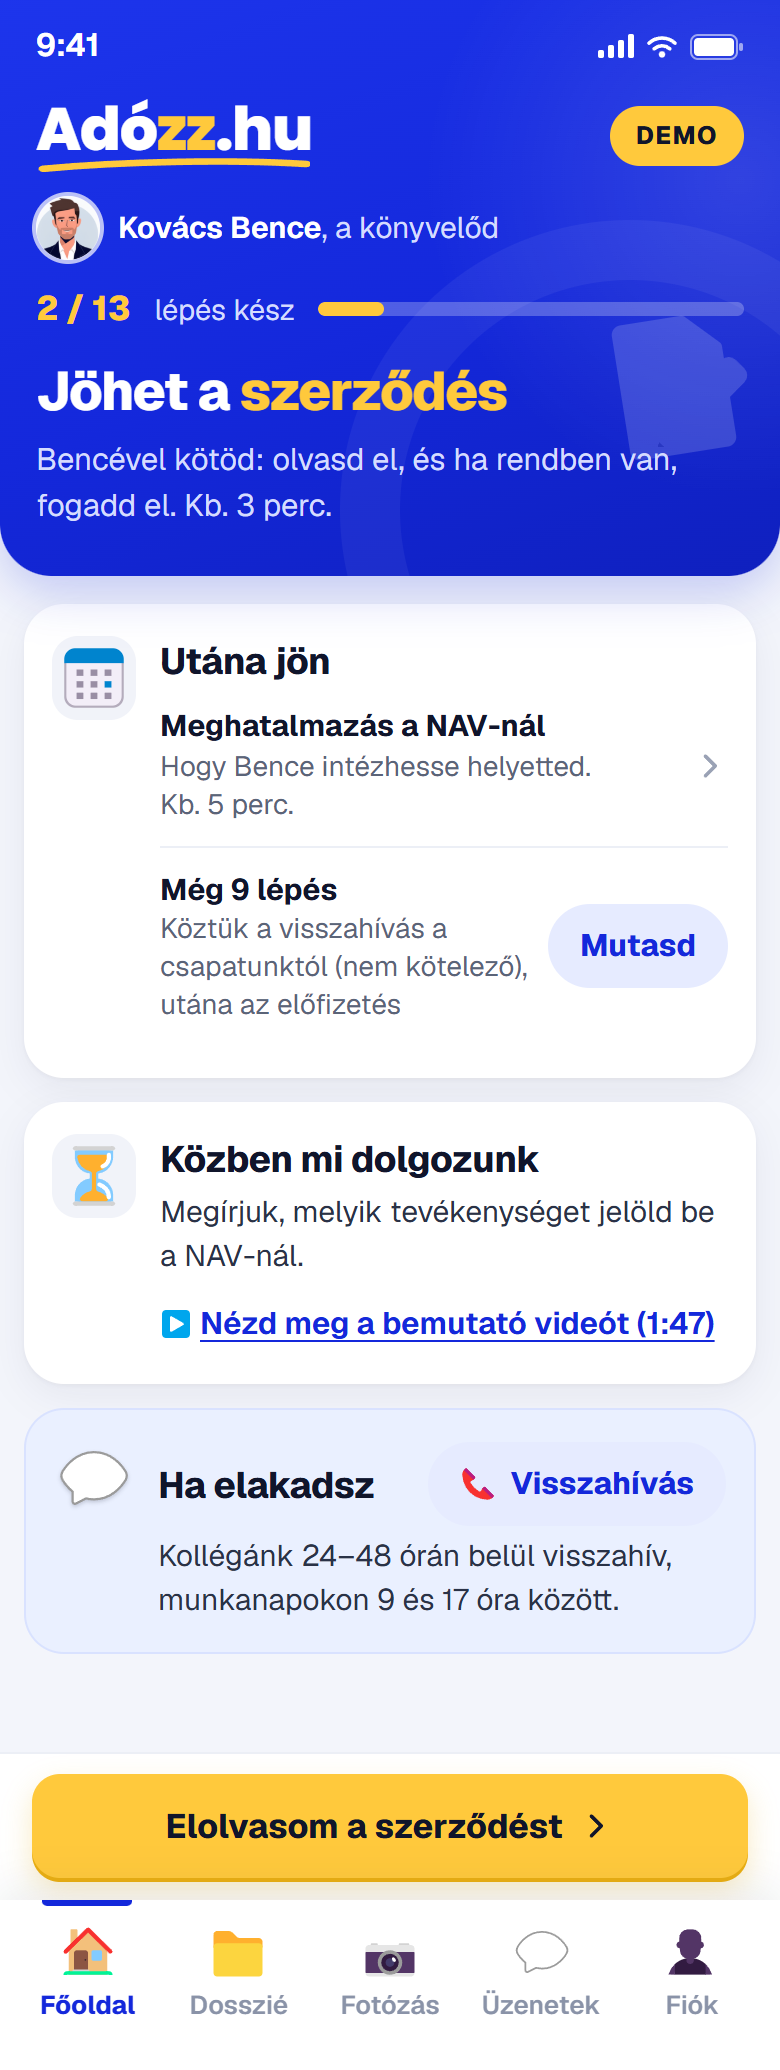 9:41
Adózz.hu
DEMO
Kovács Bence, a könyvelőd
2 / 13 lépés kész
Jöhet a szerződés
Bencével kötöd: olvasd el, és ha rendben van,
fogadd el. Kb. 3 perc.
Utána jön
Meghatalmazás a NAV-nál
Hogy Bence intézhesse helyetted.
Kb. 5 perc.
Még 9 lépés
Köztük a visszahívás a
csapatunktól (nem kötelező),
utána az előfizetés
Mutasd
Közben mi dolgozunk
Megírjuk, melyik tevékenységet jelöld be
a NAV-nál.
Nézd meg a bemutató videót (1:47)
Ha elakadsz
Visszahívás
Kollégánk 24–48 órán belül visszahív,
munkanapokon 9 és 17 óra között.
Elolvasom a szerződést
Főoldal
Dosszié
Fotózás
Üzenetek
Fiók